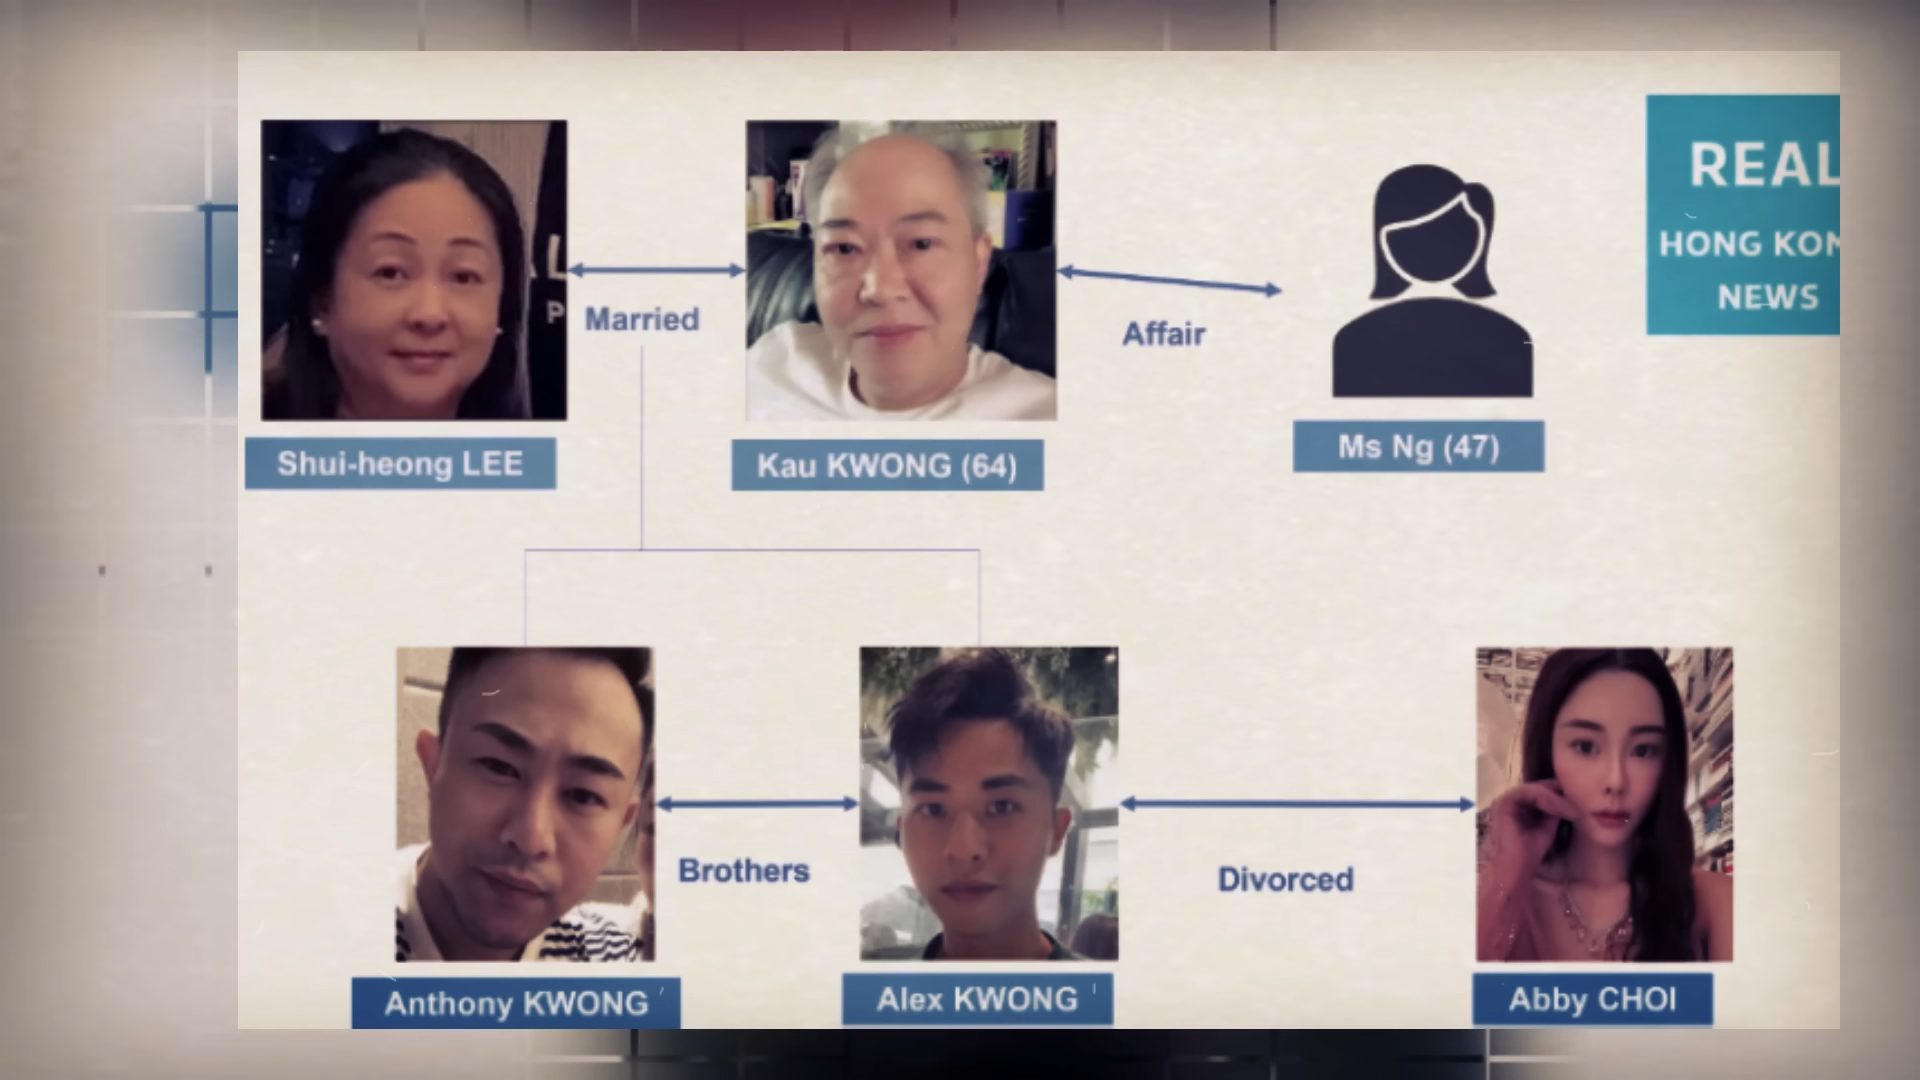 REAL
HONG KON
NEWS
Married
Affair
Shui-heong LEE
Kau KWONG (64)
Ms Ng (47)
Brothers
Divorced
Anthony KWONG
Alex KWONG
Abby CHOI